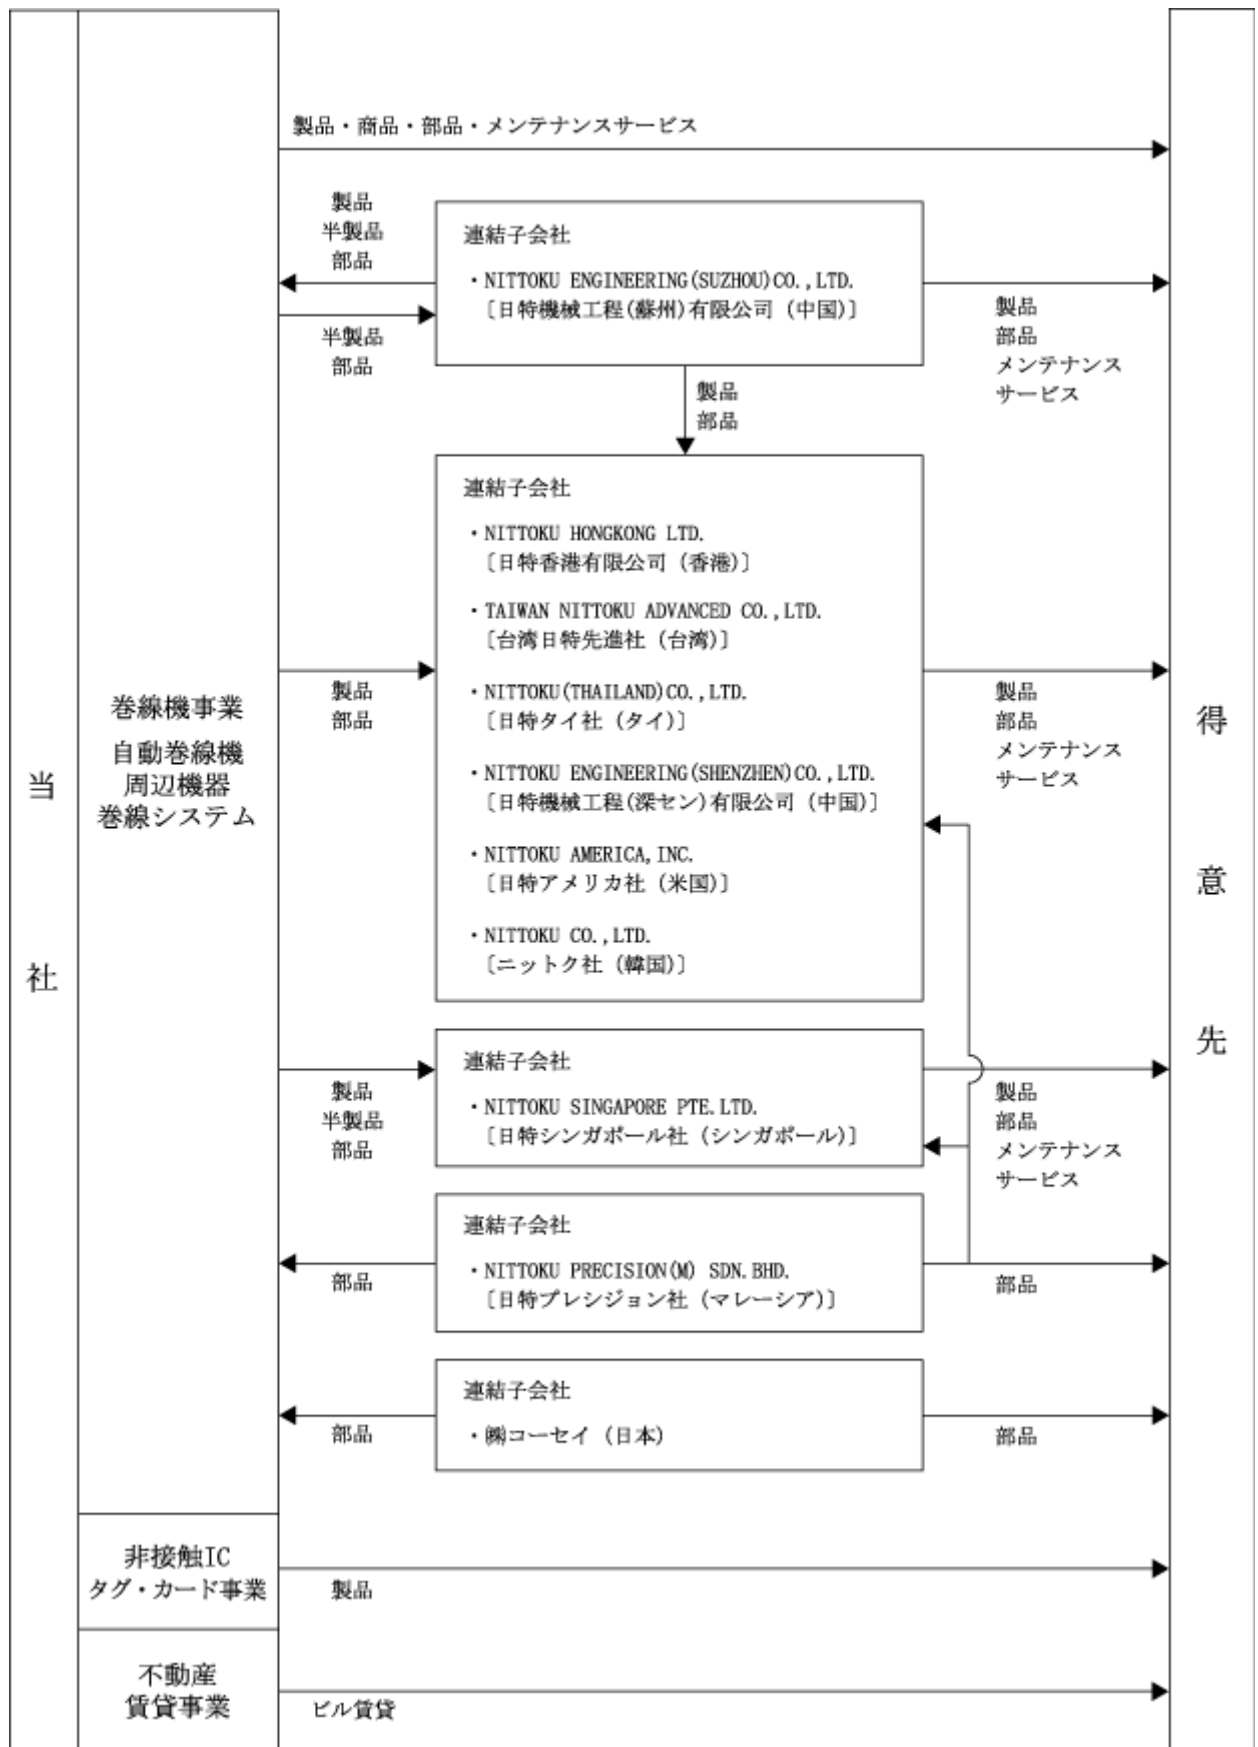 当社
巻線機事業
自動巻線機
周辺機器
巻線システム
製品・商品・部品・メンテナンスサービス
製品
半製品
部品
半製品
部品
連結子会社
・NITTOKU ENGINEERING(SUZHOU)CO.,LTD.
〔日特機械工程(蘇州)有限公司（中国)〕
製品
部品
メンテナンス
サービス
製品
部品
製品
部品
連結子会社
・NITTOKU HONGKONG LTD.
〔日特香港有限公司（香港)〕
・TAIWAN NITTOKU ADVANCED CO.,LTD.
〔台湾日特先進社（台湾)〕
・NITTOKU(THAILAND)CO.,LTD.
〔日特タイ社（タイ)〕
・NITTOKU ENGINEERING(SHENZHEN)CO.,LTD.
〔日特機械工程(深セン)有限公司（中国)〕
・NITTOKU AMERICA,INC.
〔日特アメリカ社（米国)〕
・NITTOKU CO.,LTD.
〔ニットク社（韓国)〕
製品
部品
メンテナンス
サービス
製品
半製品
部品
連結子会社
・NITTOKU SINGAPORE PTE.LTD.
〔日特シンガポール社（シンガポール)〕
製品
部品
メンテナンス
サービス
部品
連結子会社
・NITTOKU PRECISION(M) SDN.BHD.
〔日特プレシジョン社（マレーシア)〕
部品
部品
連結子会社
・㈱コーセイ（日本）
部品
非接触IC
タグ・カード事業
製品
不動産
賃貸事業
ビル賃貸
得意先